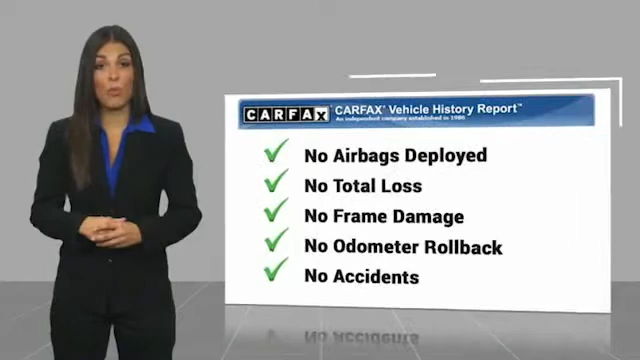 CARFAX CARFAX Vehicle History Report™
An independent company established in 1986
No Airbags Deployed
No Total Loss
No Frame Damage
No Odometer Rollback
No Accidents